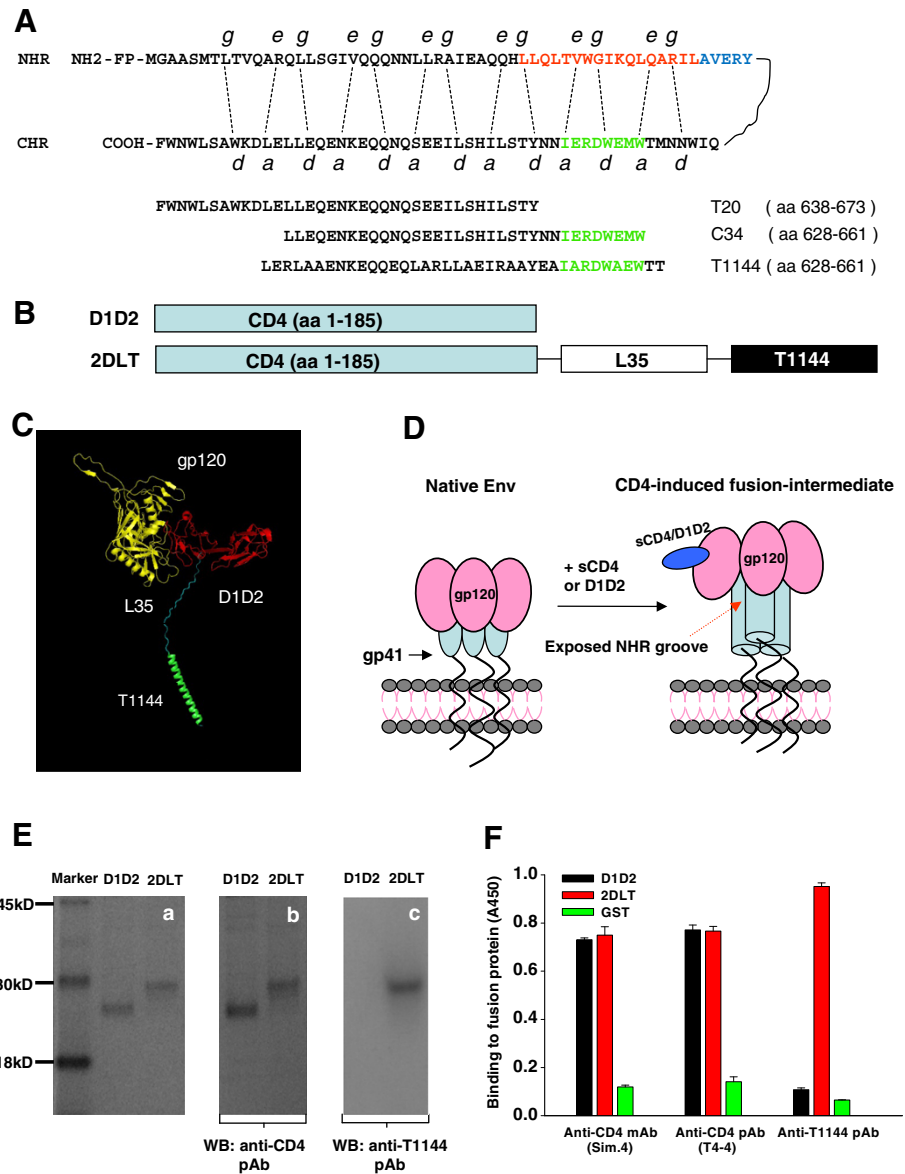 A
g e g e g e g e g e g
NHR NH2-FP-MGAASMTLTVQARQLLSGIVQQQNNLLRAIEAQQHLLQLTVWGIKQLQARILAVERY
CHR COOH-FWNWLSAWKDLELLEQENKEQQNQSEEILSHILSTYNNIERDWEMWTMNNWIQ
d a d a d a d a d a d a d
FWNWLSAWKDLELLEQENKEQQNQSEEILSHILSTY T20 ( aa 638-673 )
LLEQENKEQQNQSEEILSHILSTYNNIERDWEMW C34 ( aa 628-661 )
LERLAAENKEQQEQLARLLAEIRAAYEAIARDWAEWTT T1144 ( aa 628-661 )
B
D1D2 CD4 (aa 1-185)
2DLT CD4 (aa 1-185) L35 T1144
C
gp120
L35
D1D2
T1144
D
Native Env
CD4-induced fusion-intermediate
sCD4/D1D2
gp120
+ sCD4
or D1D2
gp120
Exposed NHR groove
gp41
E
Marker D1D2 2DLT D1D2 2DLT D1D2 2DLT
45kD
a b c
30kD
18kD
WB: anti-CD4
pAb
WB: anti-T1144
pAb
F
Binding to fusion protein (A450)
1.0
0.8
0.6
0.4
0.2
0.0
D1D2
2DLT
GST
Anti-CD4 mAb
(Sim.4)
Anti-CD4 pAb
(T4-4)
Anti-T1144 pAb